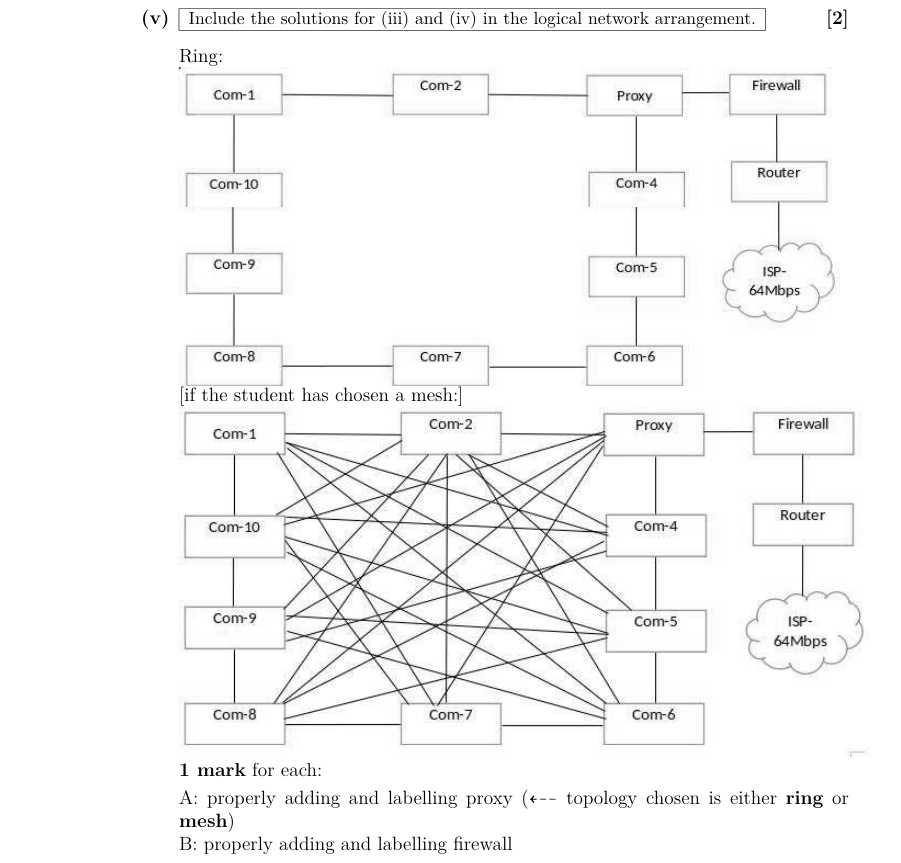 (v) Include the solutions for (iii) and (iv) in the logical network arrangement. [2]
Ring:
Com-1 Com-2 Proxy Firewall
Com-10 Com-4 Router
Com-9 Com-5 ISP-
64Mbps
Com-8 Com-7 Com-6
[if the student has chosen a mesh:]
Com-1 Com-2 Proxy Firewall
Com-10 Com-4 Router
Com-9 Com-5 ISP-
64Mbps
Com-8 Com-7 Com-6
1 mark for each:
A: properly adding and labelling proxy (←-- topology chosen is either ring or
mesh)
B: properly adding and labelling firewall